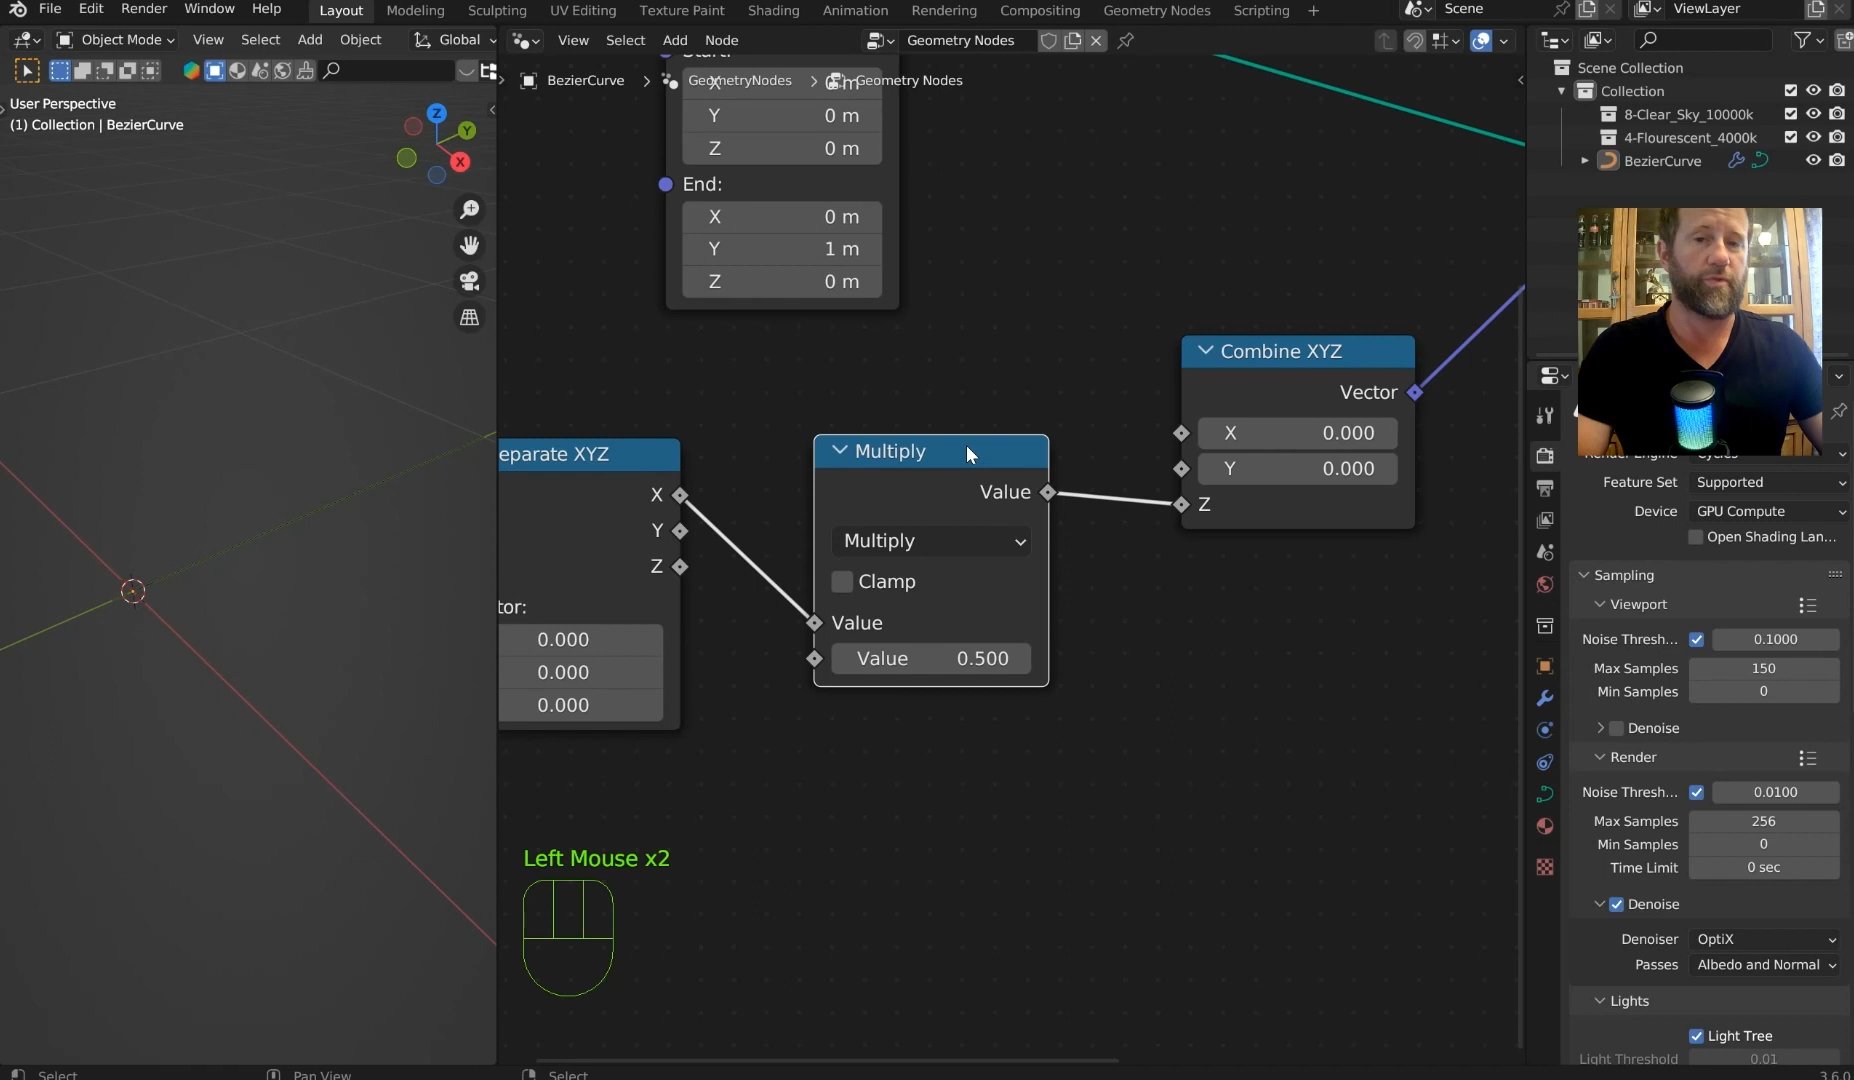 File Edit Render Window Help Layout Modeling Sculpting UV Editing Texture Paint Shading Animation Rendering Compositing Geometry Nodes Scripting + Scene ViewLayer
Object Mode View Select Add Object Global View Select Add Node Geometry Nodes
BezierCurve > GeometryNodes > Geometry Nodes
User Perspective
(1) Collection | BezierCurve
Z
Y
X
X
Y 0 m
Z 0 m
End:
X 0 m
Y 1 m
Z 0 m
eparate XYZ
X
Y
Z
tor:
0.000
0.000
0.000
Multiply
Value
Multiply
Clamp
Value
Value 0.500
Combine XYZ
Vector
X 0.000
Y 0.000
Z
Left Mouse x2
Scene Collection
Collection
8-Clear_Sky_10000k
4-Flourescent_4000k
BezierCurve
Feature Set Supported
Device GPU Compute
Open Shading Lan...
Sampling
Viewport
Noise Thresh... 0.1000
Max Samples 150
Min Samples 0
Denoise
Render
Noise Thresh... 0.0100
Max Samples 256
Min Samples 0
Time Limit 0 sec
Denoise
Denoiser OptiX
Passes Albedo and Normal
Lights
Light Tree
Light Threshold 0.01
Select Pan View Select 3.6.0